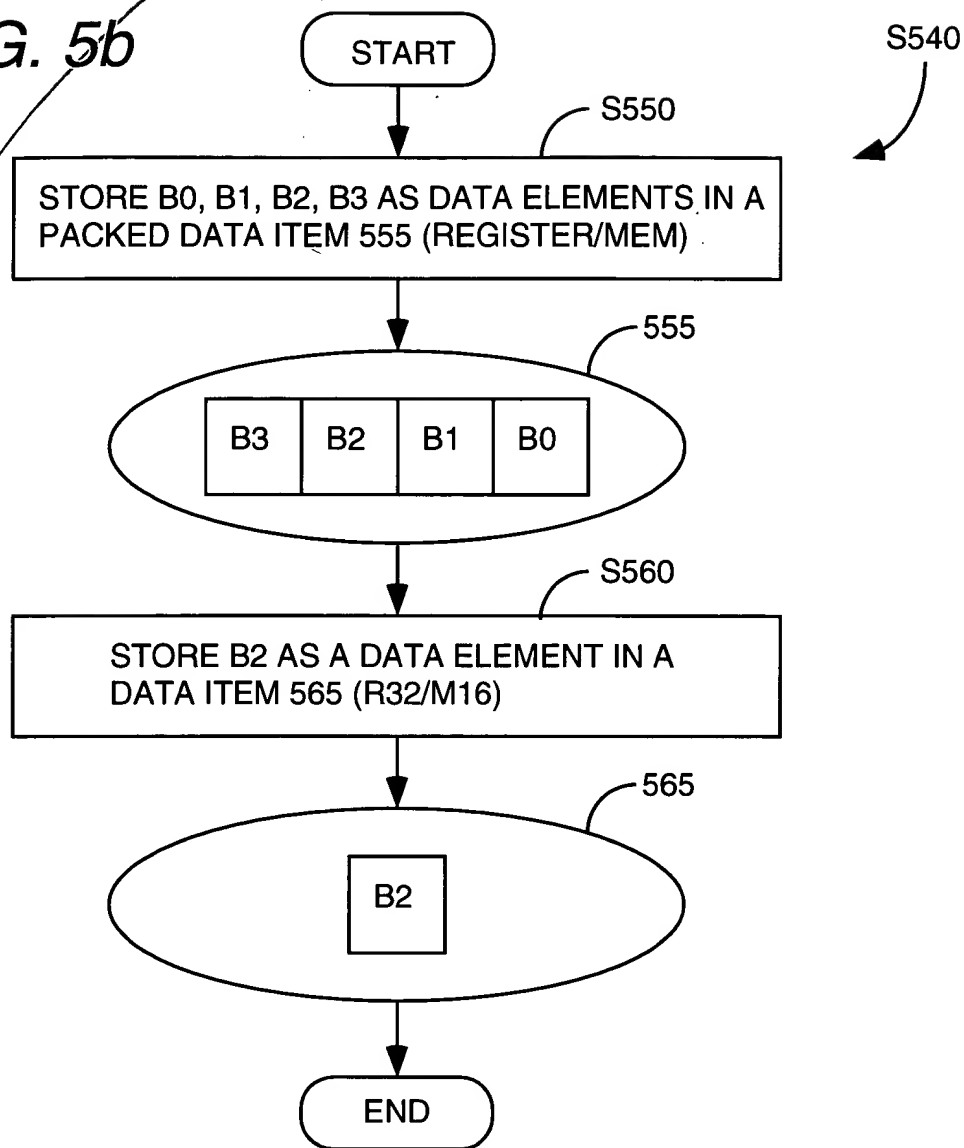 G. 5b
START
S540
S550
STORE B0, B1, B2, B3 AS DATA ELEMENTS IN A
PACKED DATA ITEM 555 (REGISTER/MEM)
555
B3 B2 B1 B0
S560
STORE B2 AS A DATA ELEMENT IN A
DATA ITEM 565 (R32/M16)
565
B2
END